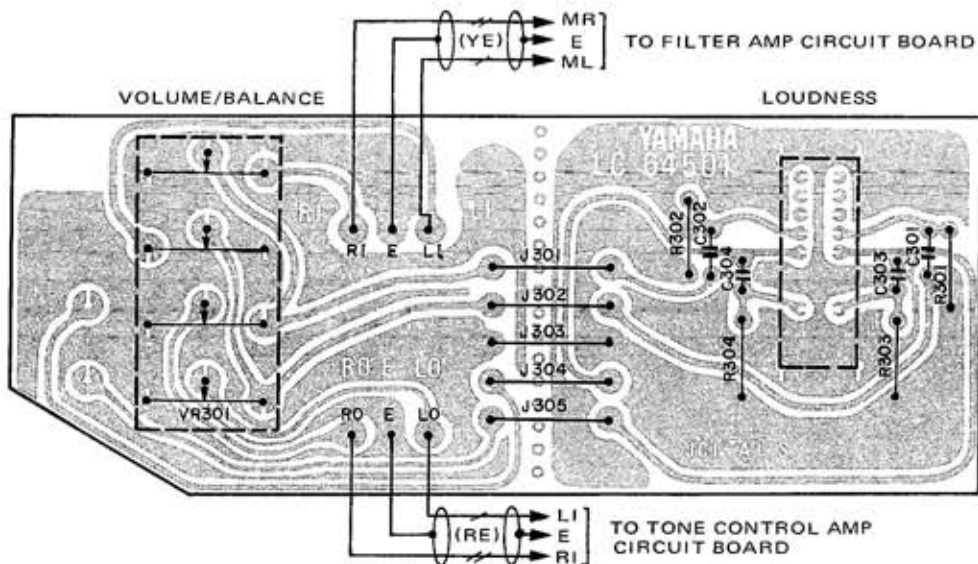 MR
(YE)
E
TO FILTER AMP CIRCUIT BOARD
ML
VOLUME/BALANCE
LOUDNESS
YAMAHA
LC 64501
RI
LI
RI
E
LI
R302
C302
C304
C303
C301
R301
J301
J302
J303
J304
J305
R304
R303
RO E LO
VR301
RO
E
LO
LI
(RE)
E
RI
TO TONE CONTROL AMP
CIRCUIT BOARD